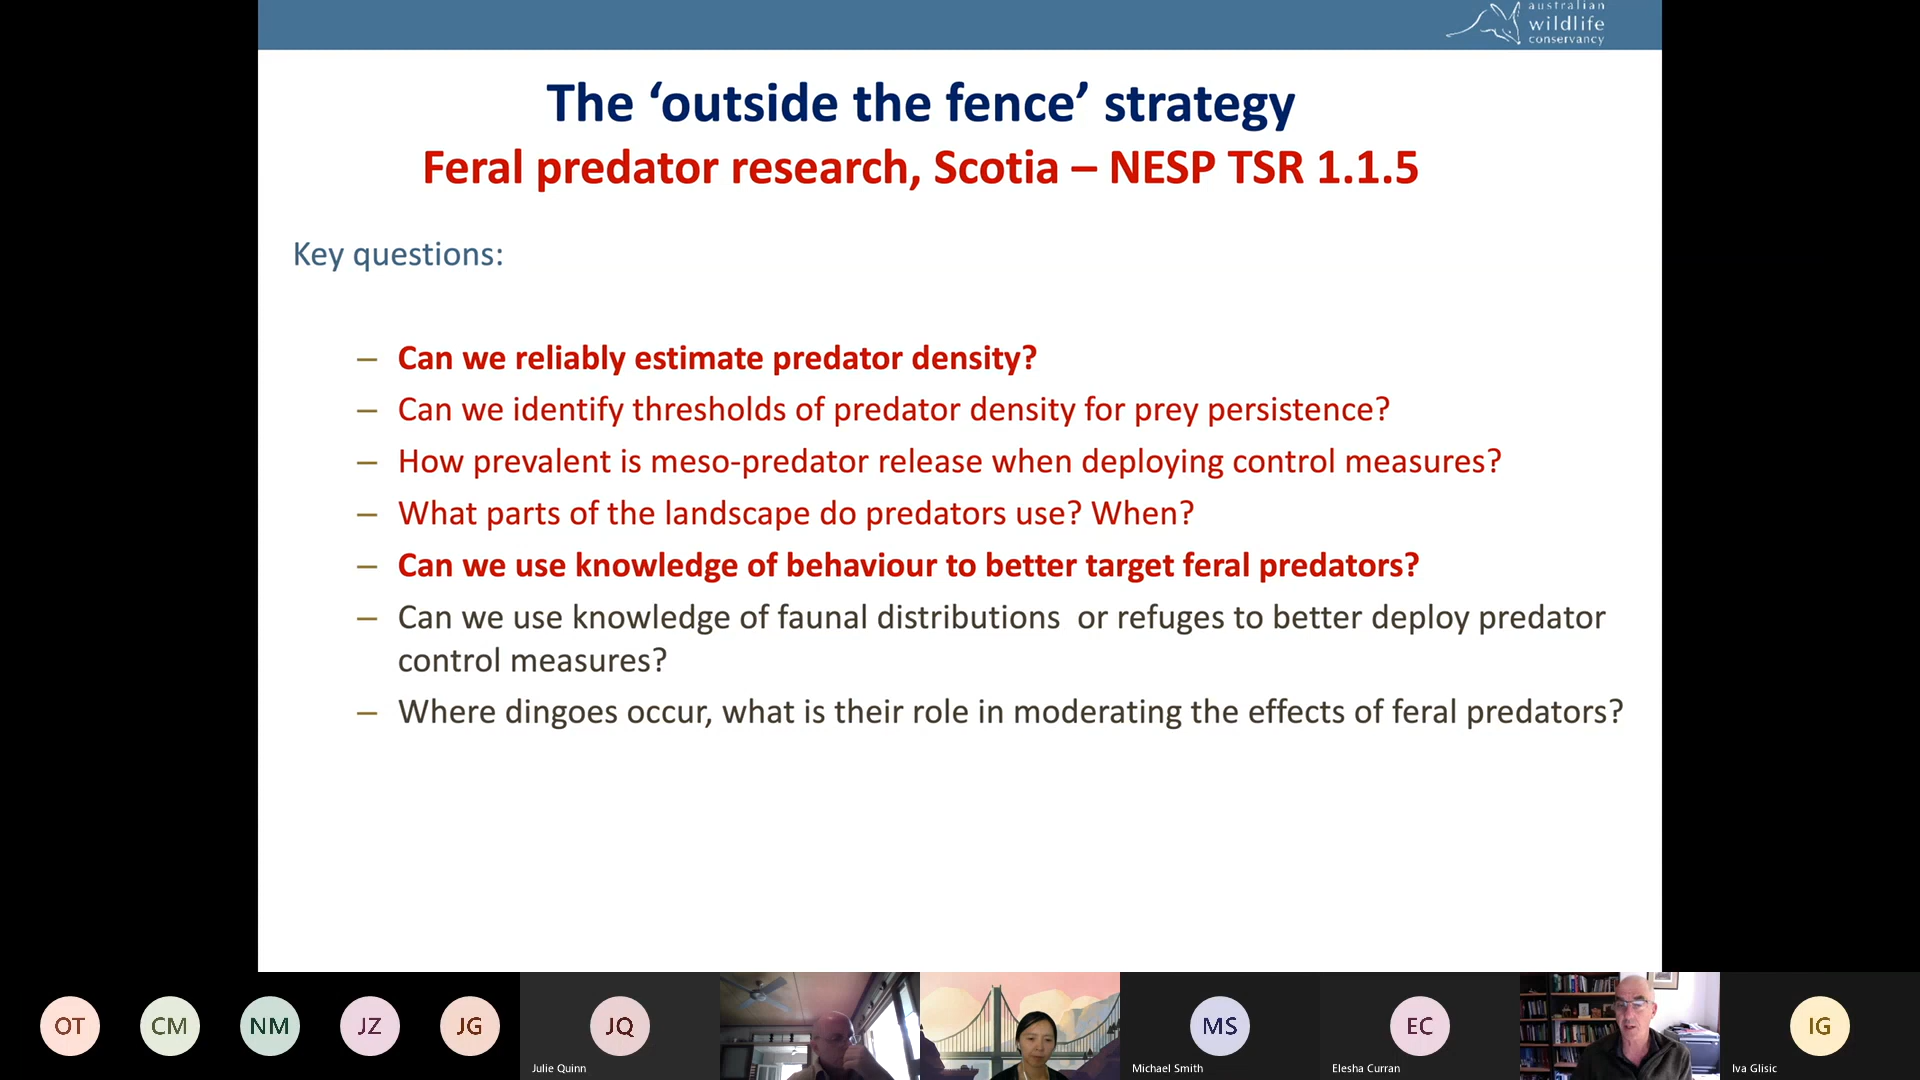 australian
wildlife
conservancy
The ‘outside the fence’ strategy
Feral predator research, Scotia – NESP TSR 1.1.5
Key questions:
– Can we reliably estimate predator density?
– Can we identify thresholds of predator density for prey persistence?
– How prevalent is meso-predator release when deploying control measures?
– What parts of the landscape do predators use? When?
– Can we use knowledge of behaviour to better target feral predators?
– Can we use knowledge of faunal distributions  or refuges to better deploy predator
control measures?
– Where dingoes occur, what is their role in moderating the effects of feral predators?
OT
CM
NM
JZ
JG
JQ
MS
EC
IG
Julie Quinn
Michael Smith
Elesha Curran
Iva Glisic